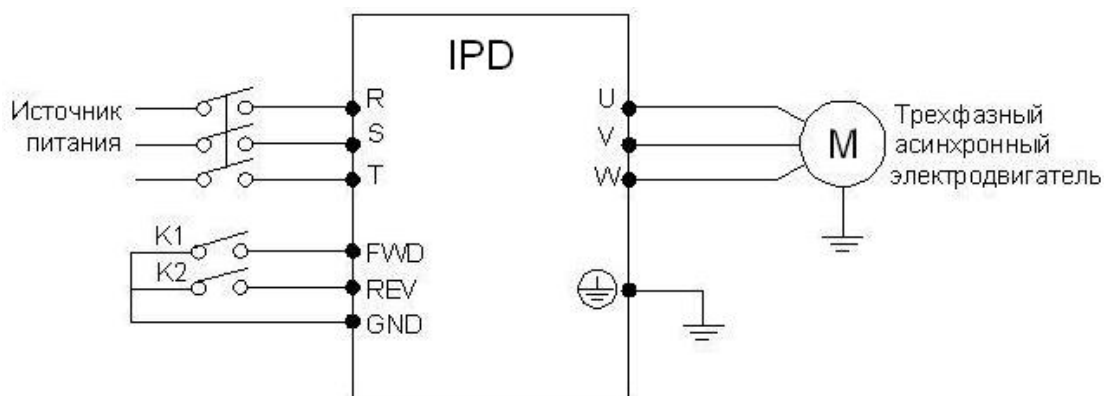 IPD
Источник
питания
R
S
T
U
V
W
M
Трехфазный
асинхронный
электродвигатель
K1
K2
FWD
REV
GND